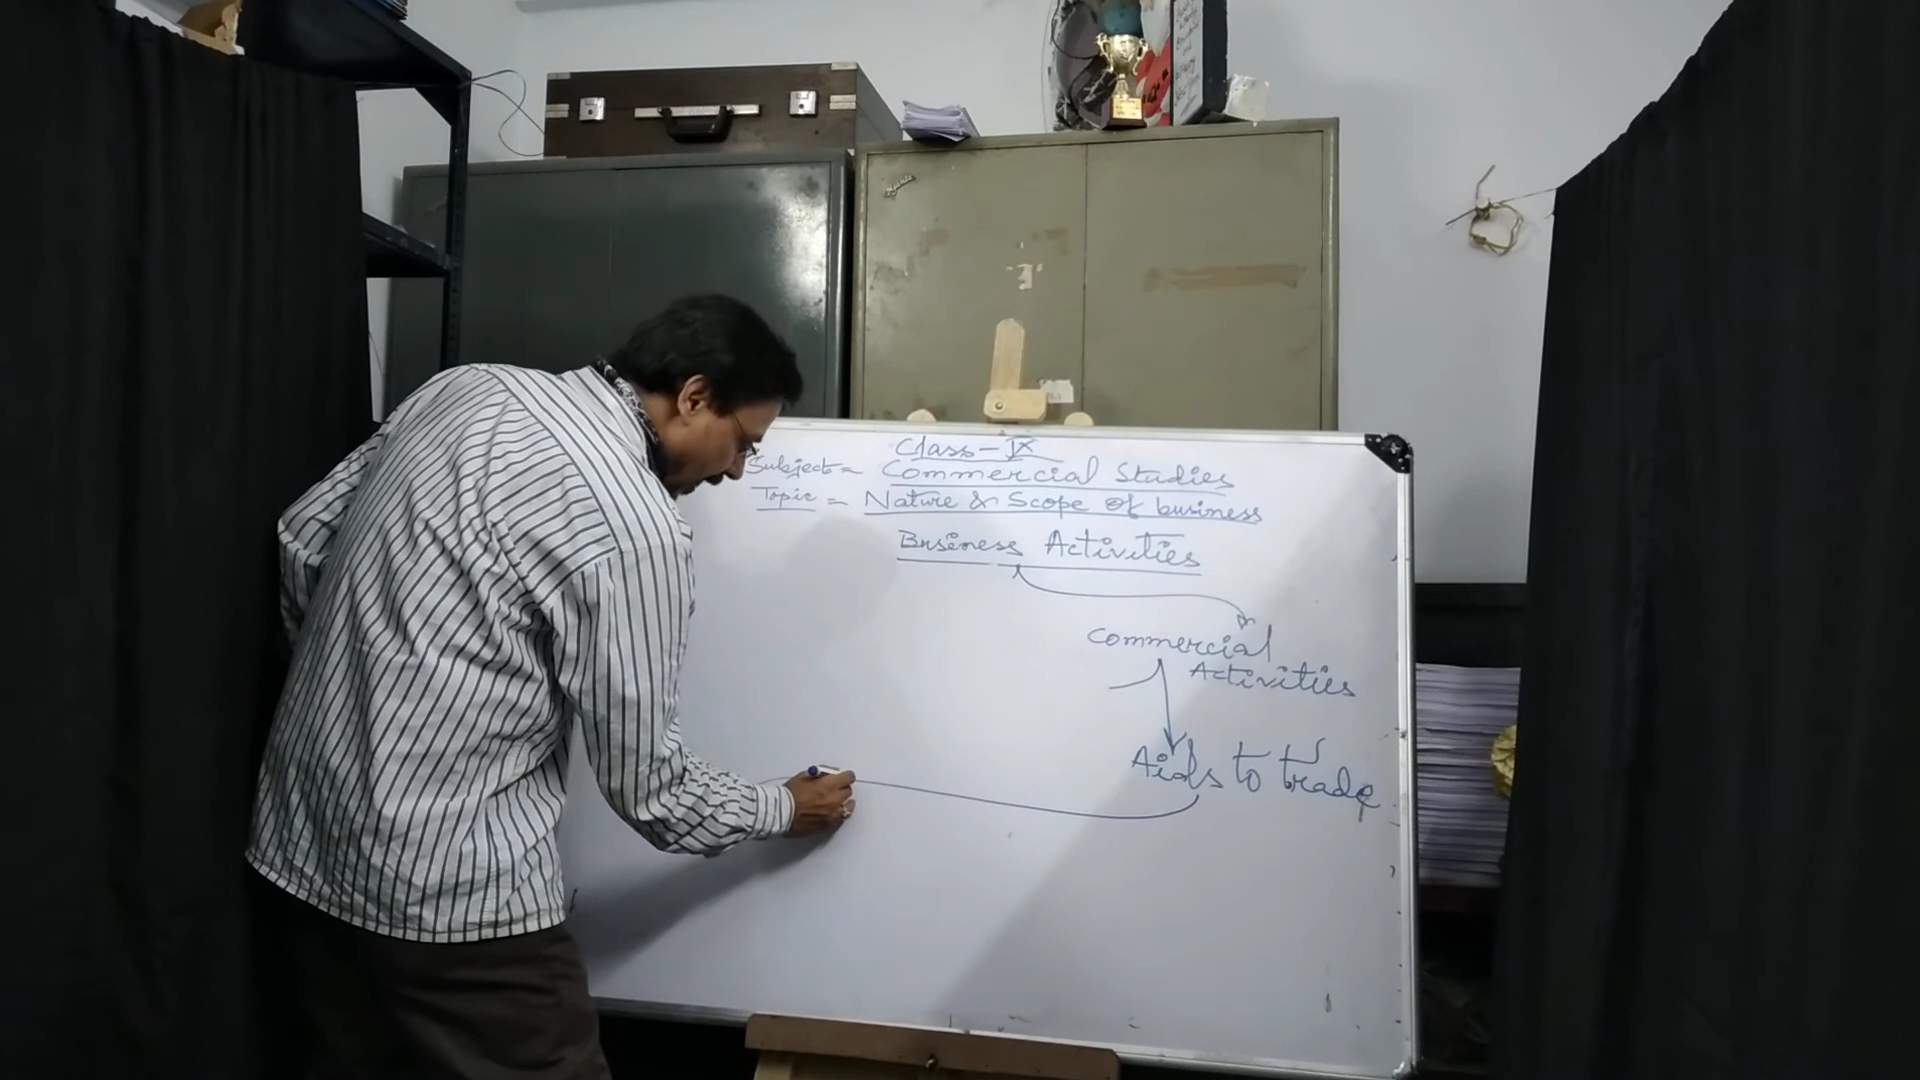 Class - IX
Subject = Commercial Studies
Topic = Nature & Scope of business
Business Activities
Commercial
Activities
Aids to trade